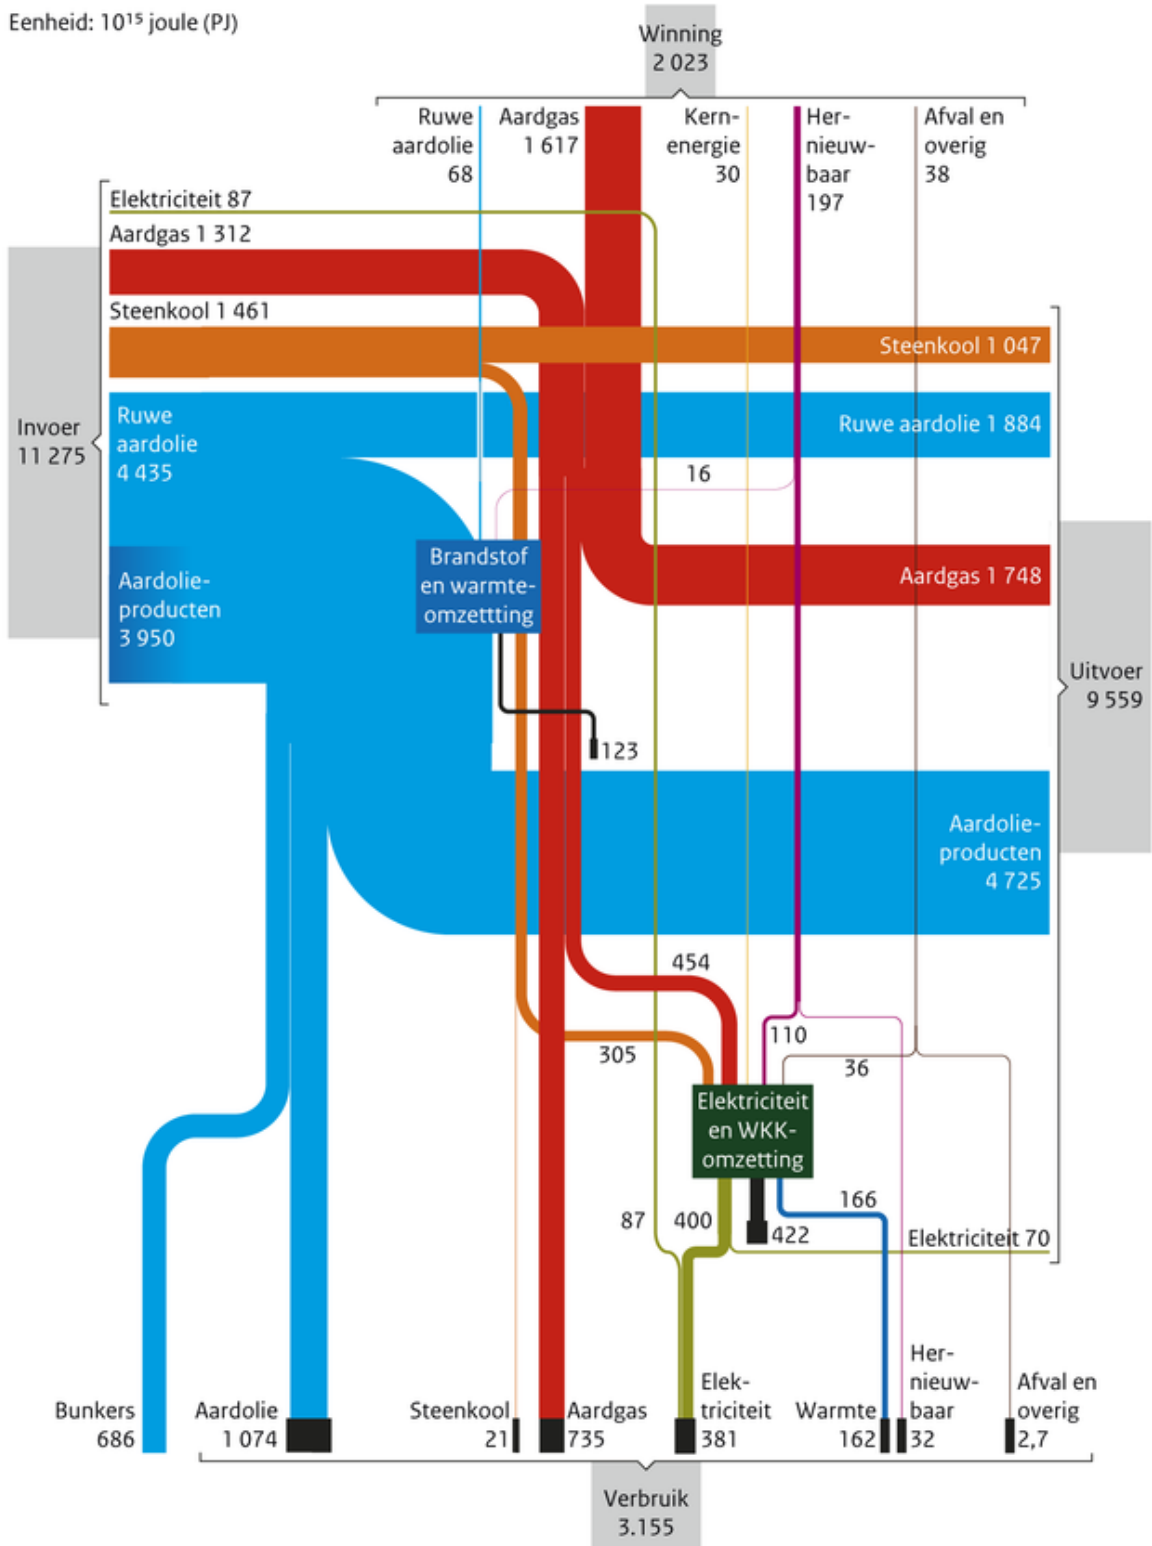 Eenheid: 10¹⁵ joule (PJ)
Winning
2 023
Ruwe
aardolie
68
Aardgas
1 617
Kern-
energie
30
Her-
nieuw-
baar
197
Afval en
overig
38
Elektriciteit 87
Aardgas 1 312
Steenkool 1 461
Steenkool 1 047
Invoer
11 275
Ruwe
aardolie
4 435
Ruwe aardolie 1 884
16
Brandstof
en warmte-
omzettting
Aardolie-
producten
3 950
Aardgas 1 748
Uitvoer
9 559
123
Aardolie-
producten
4 725
454
305
110
36
Elektriciteit
en WKK-
omzetting
87
400
422
166
Elektriciteit 70
Bunkers
686
Aardolie
1 074
Steenkool
21
Aardgas
735
Elek-
triciteit
381
Warmte
162
Her-
nieuw-
baar
32
Afval en
overig
2,7
Verbruik
3.155